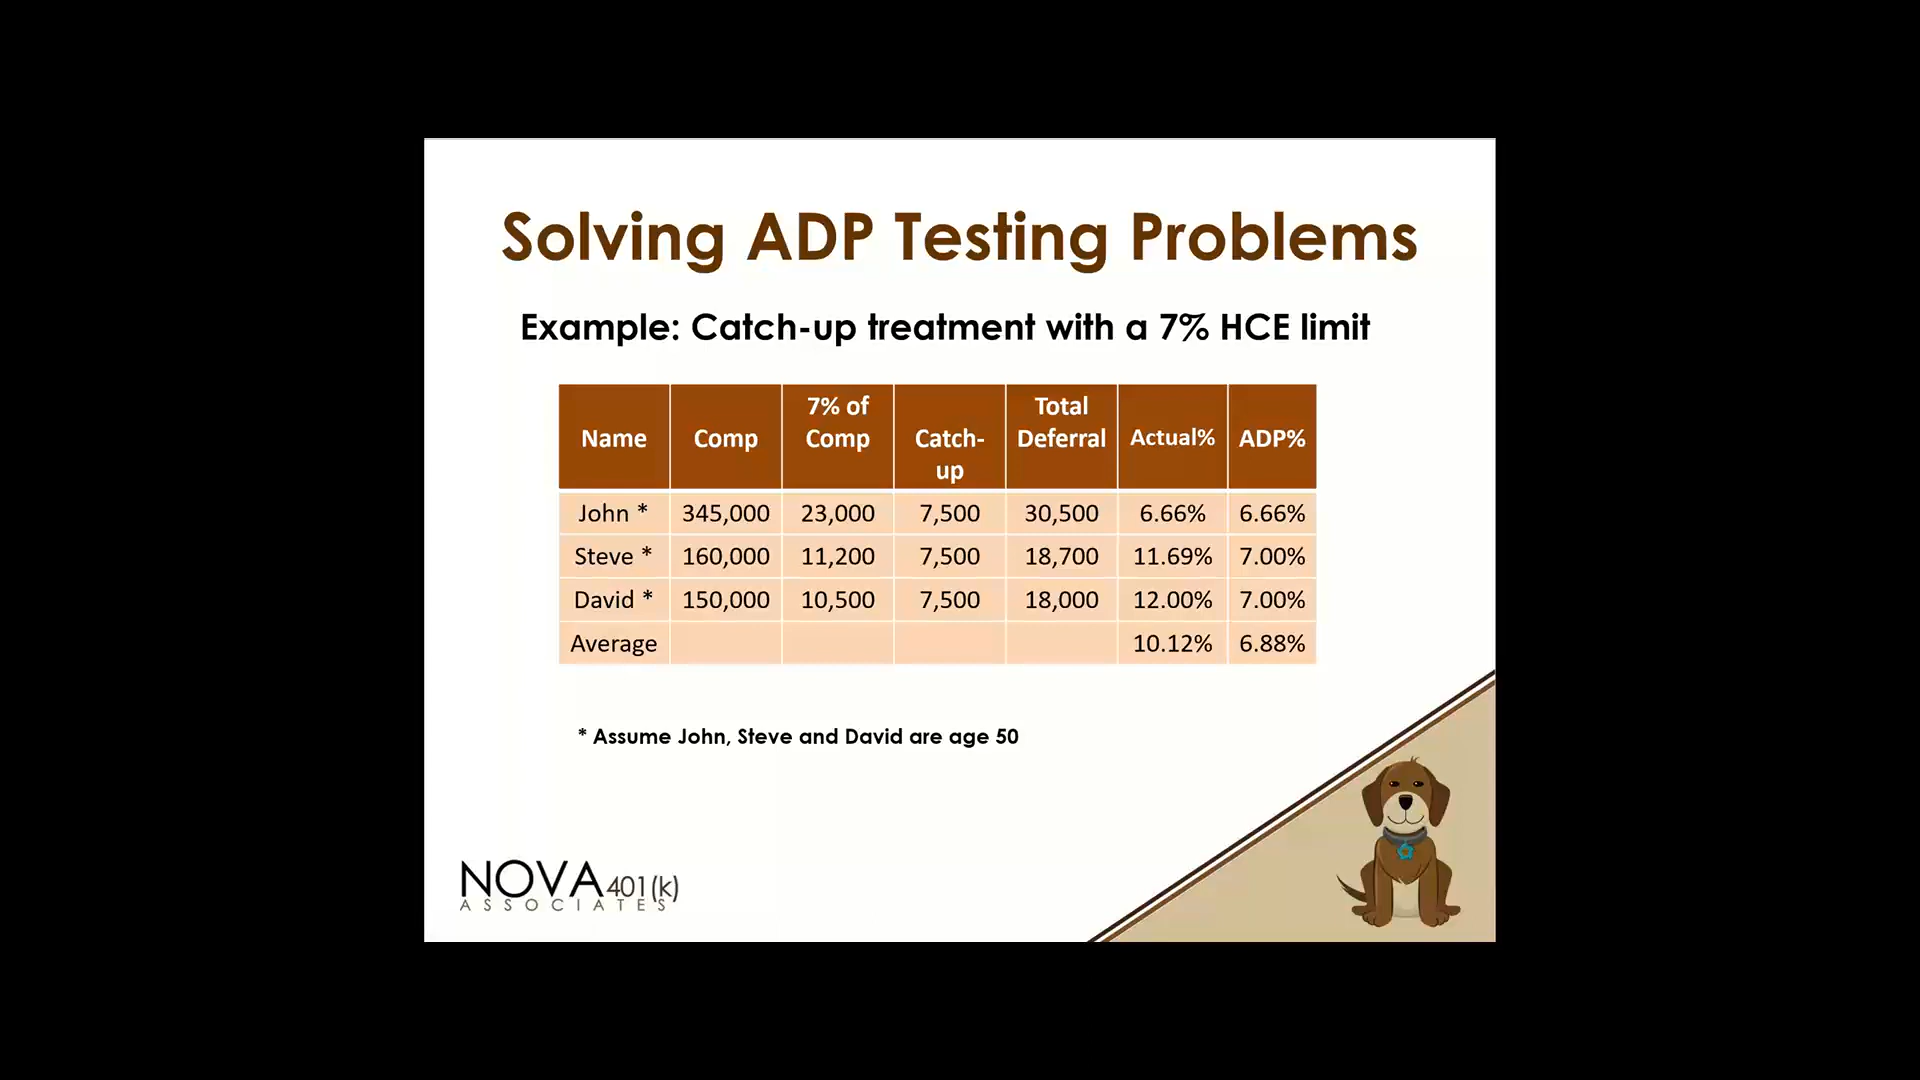 Solving ADP Testing Problems
Example: Catch-up treatment with a 7% HCE limit
Name Comp 7% of Comp Catch-up Total Deferral Actual% ADP%
John * 345,000 23,000 7,500 30,500 6.66% 6.66%
Steve * 160,000 11,200 7,500 18,700 11.69% 7.00%
David * 150,000 10,500 7,500 18,000 12.00% 7.00%
Average 10.12% 6.88%
* Assume John, Steve and David are age 50
NOVA 401(k)
ASSOCIATES